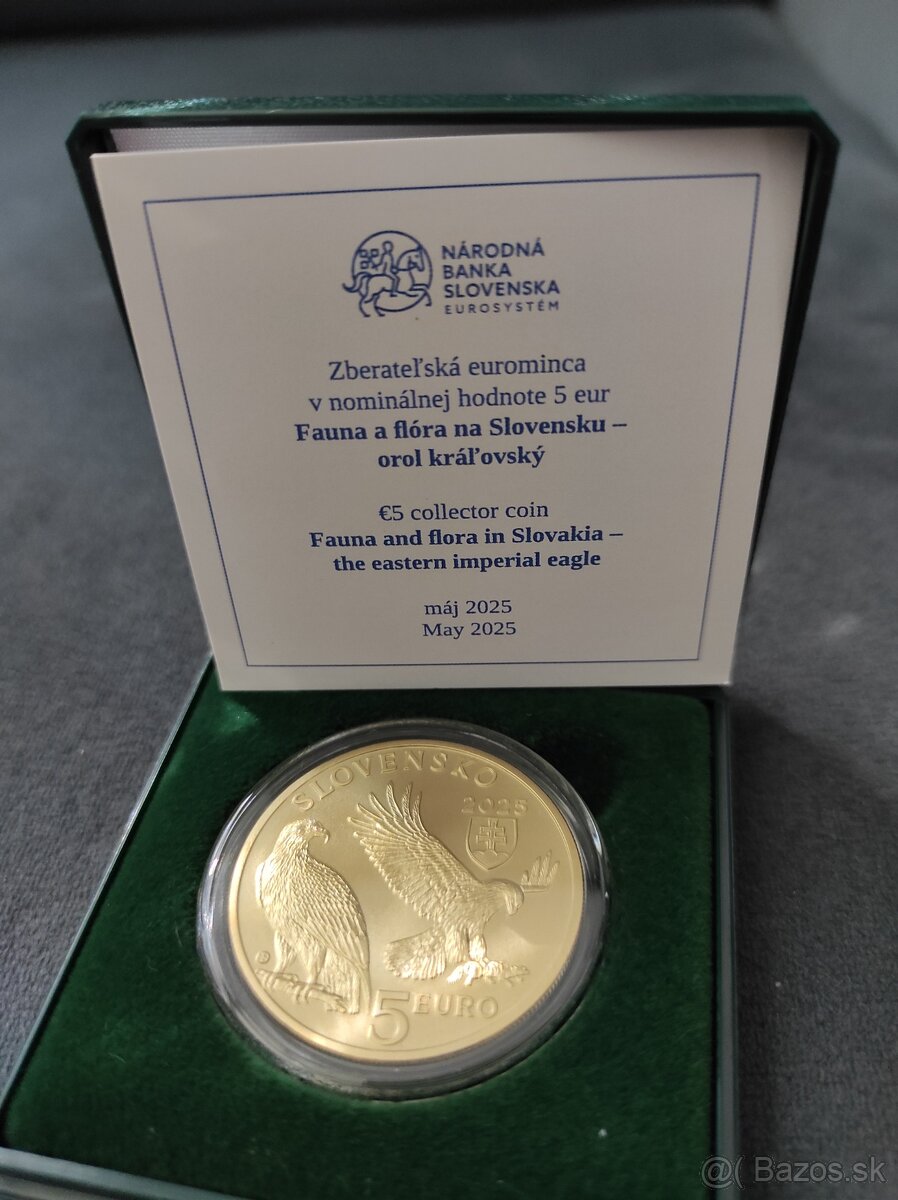 NÁRODNÁ
BANKA
SLOVENSKA
EUROSYSTÉM
Zberateľská eurominca
v nominálnej hodnote 5 eur
Fauna a flóra na Slovensku –
orol kráľovský
€5 collector coin
Fauna and flora in Slovakia –
the eastern imperial eagle
máj 2025
May 2025
SLOVENSKO
2025
5 EURO
@( Bazos.sk